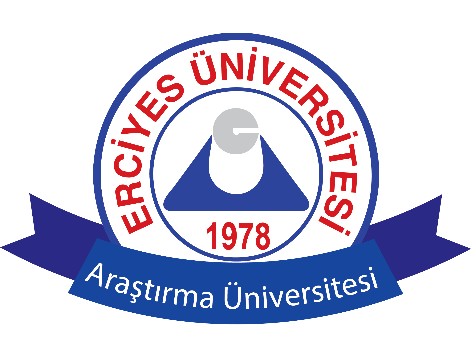 ERCİYES ÜNİVERSİTESİ
1978
Araştırma Üniversitesi